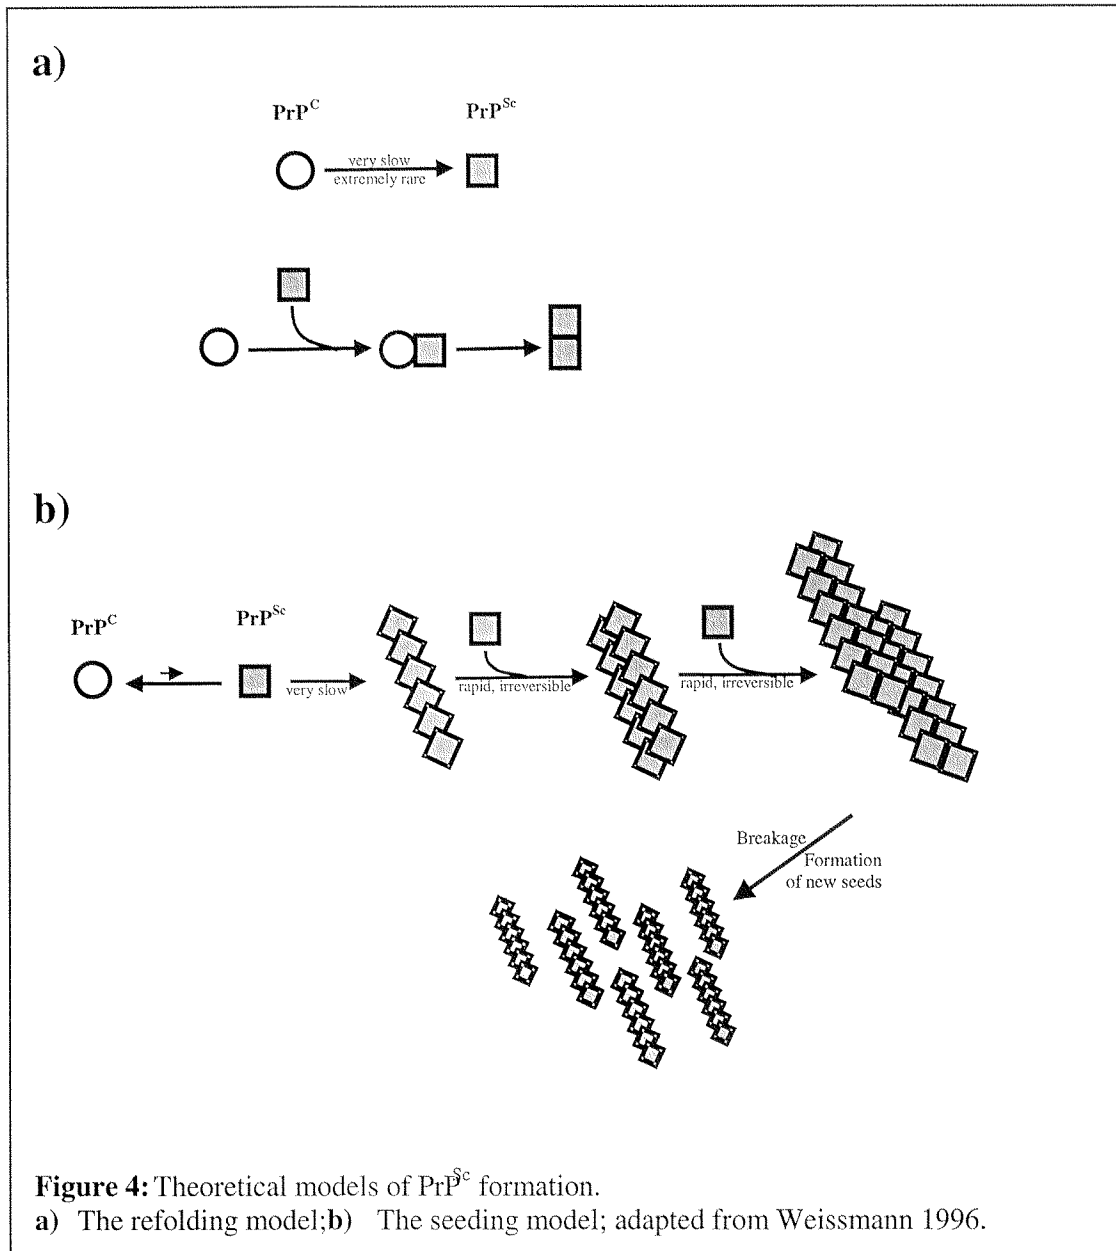 a)
PrP^C PrP^Sc
very slow
extremely rare
b)
PrP^C PrP^Sc
very slow
rapid, irreversible
rapid, irreversible
Breakage
Formation
of new seeds
Figure 4: Theoretical models of PrP^Sc formation.
a) The refolding model;b) The seeding model; adapted from Weissmann 1996.